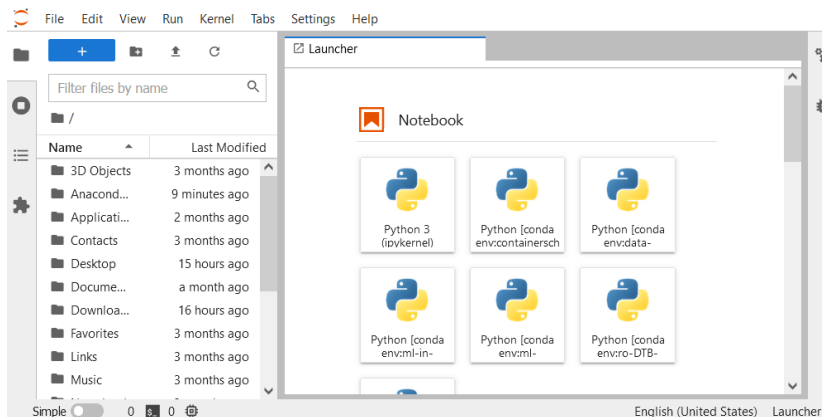 File Edit View Run Kernel Tabs Settings Help
+
Launcher
Filter files by name
/
Name Last Modified
3D Objects 3 months ago
Anacond... 9 minutes ago
Applicati... 2 months ago
Contacts 3 months ago
Desktop 15 hours ago
Docume... a month ago
Downloa... 16 hours ago
Favorites 3 months ago
Links 3 months ago
Music 3 months ago
Notebook
Python 3
(ipykernel)
Python [conda
env:containersch
Python [conda
env:data-
Python [conda
env:ml-in-
Python [conda
env:ml-
Python [conda
env:ro-DTB-
Simple 0 $_ 0 English (United States) Launcher